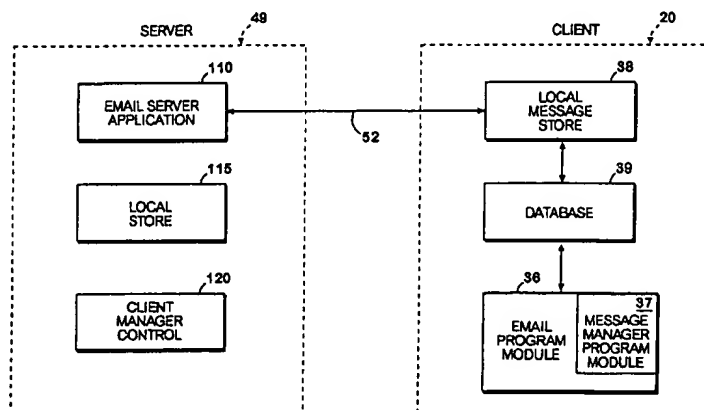 SERVER
49
110
EMAIL SERVER
APPLICATION
115
LOCAL
STORE
120
CLIENT
MANAGER
CONTROL
52
CLIENT
20
38
LOCAL
MESSAGE
STORE
39
DATABASE
36
EMAIL
PROGRAM
MODULE
37
MESSAGE
MANAGER
PROGRAM
MODULE